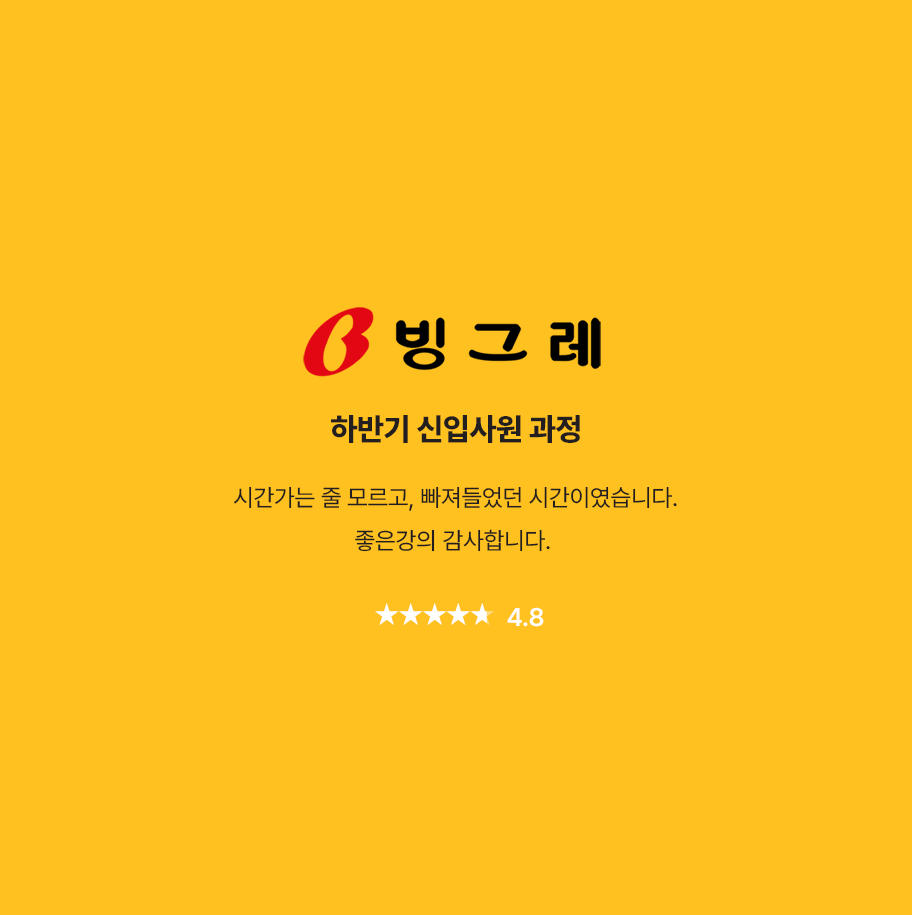 빙그레
하반기 신입사원 과정
시간가는 줄 모르고, 빠져들었던 시간이였습니다.
좋은강의 감사합니다.
★★★★★ 4.8